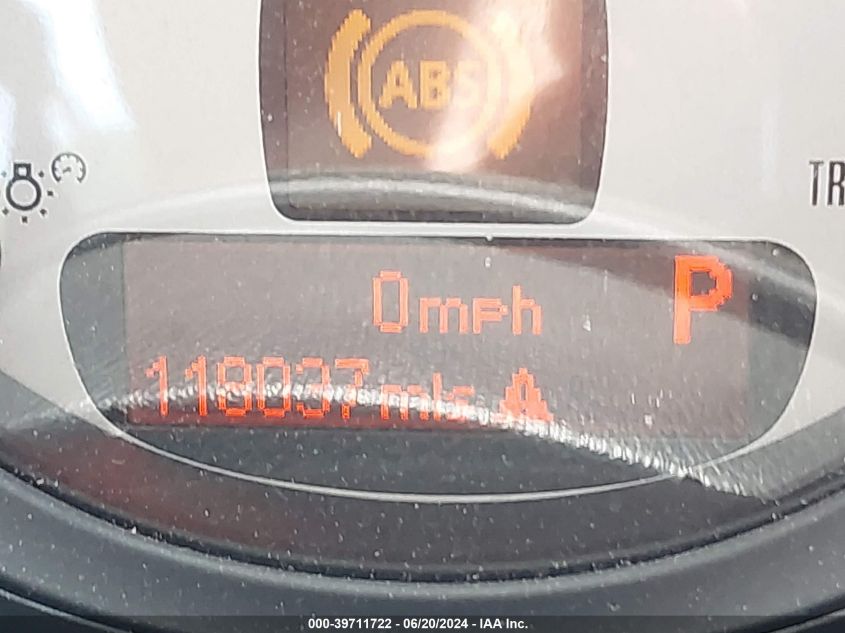 ABS
TR
0mph P
118037mls
000-39711722 - 06/20/2024 - IAA Inc.